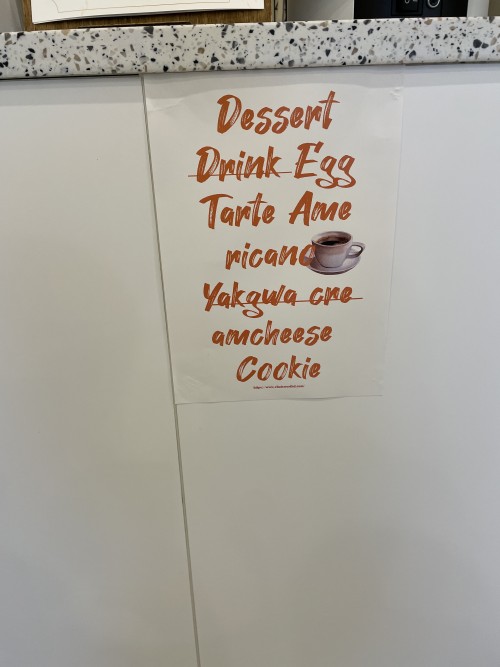 Dessert
Drink Egg
Tarte Ame
ricano
Yakgwa cre
amcheese
Cookie